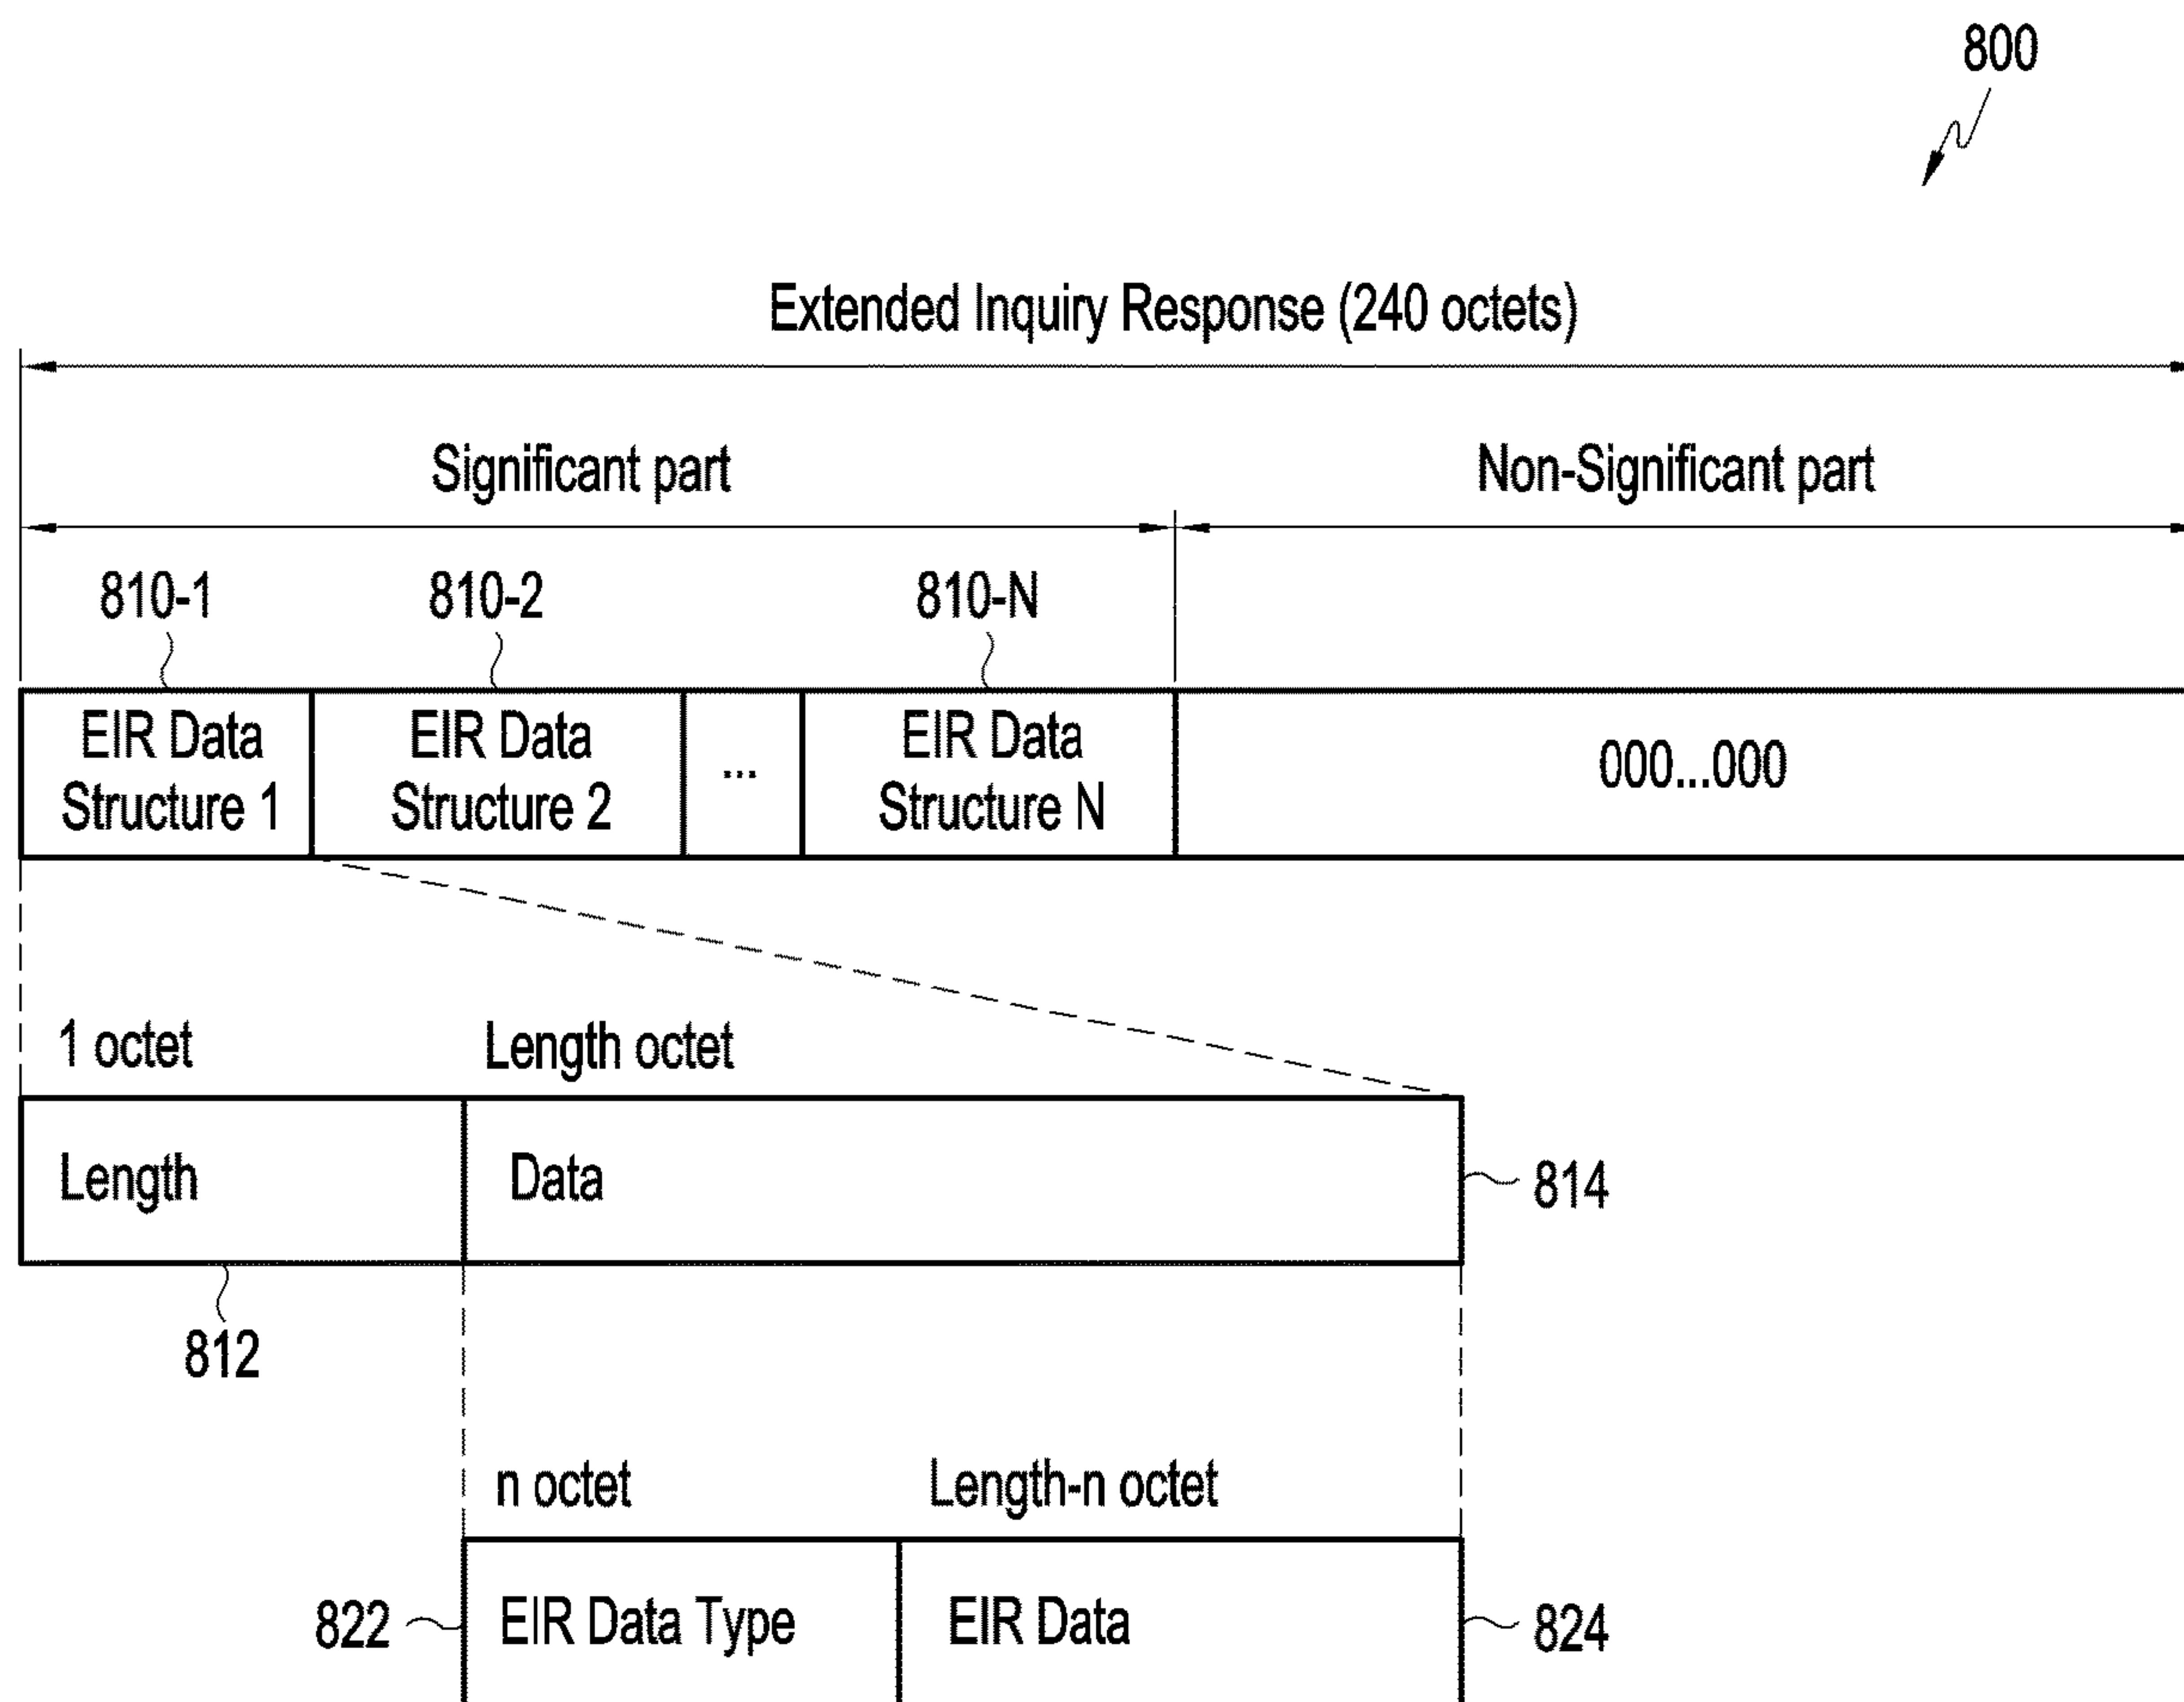 800
Extended Inquiry Response (240 octets)
Significant part
Non-Significant part
810-1
810-2
810-N
EIR Data
Structure 1
EIR Data
Structure 2
...
EIR Data
Structure N
000...000
1 octet
Length octet
Length
Data
814
812
n octet
Length-n octet
822
EIR Data Type
EIR Data
824